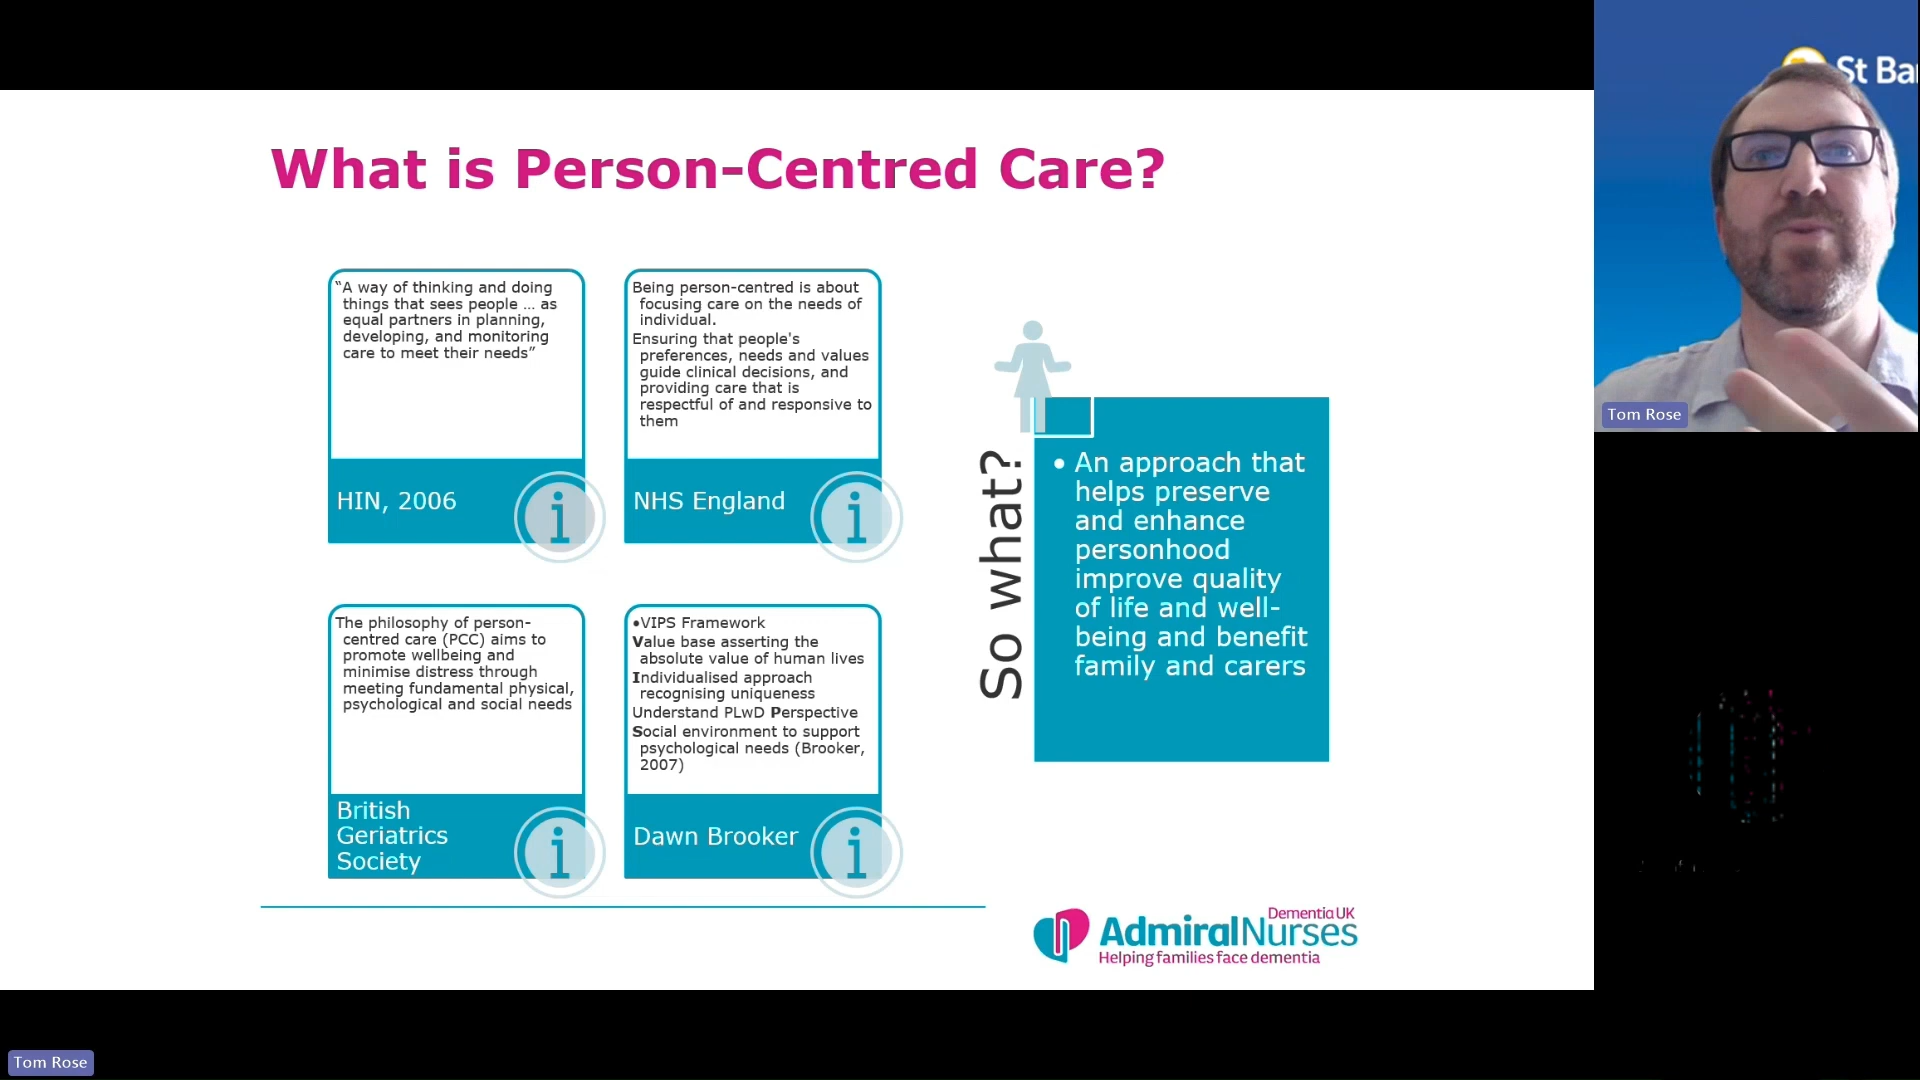 What is Person-Centred Care?
“A way of thinking and doing
things that sees people … as
equal partners in planning,
developing, and monitoring
care to meet their needs”
HIN, 2006
Being person-centred is about
focusing care on the needs of
individual.
Ensuring that people's
preferences, needs and values
guide clinical decisions, and
providing care that is
respectful of and responsive to
them
NHS England
The philosophy of person-
centred care (PCC) aims to
promote wellbeing and
minimise distress through
meeting fundamental physical,
psychological and social needs
British
Geriatrics
Society
•VIPS Framework
Value base asserting the
absolute value of human lives
Individualised approach
recognising uniqueness
Understand PLwD Perspective
Social environment to support
psychological needs (Brooker,
2007)
Dawn Brooker
So what?
• An approach that
helps preserve
and enhance
personhood
improve quality
of life and well-
being and benefit
family and carers
Dementia UK
AdmiralNurses
Helping families face dementia
St Ba
Tom Rose
Tom Rose